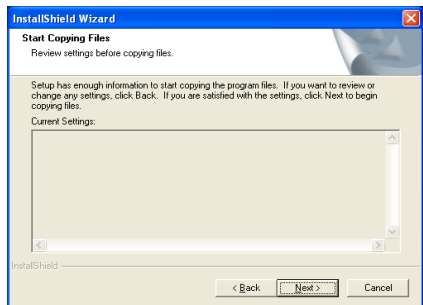 InstallShield Wizard
Start Copying Files
Review settings before copying files.
Setup has enough information to start copying the program files. If you want to review or
change any settings, click Back. If you are satisfied with the settings, click Next to begin
copying files.
Current Settings:
InstallShield
< Back
Next >
Cancel